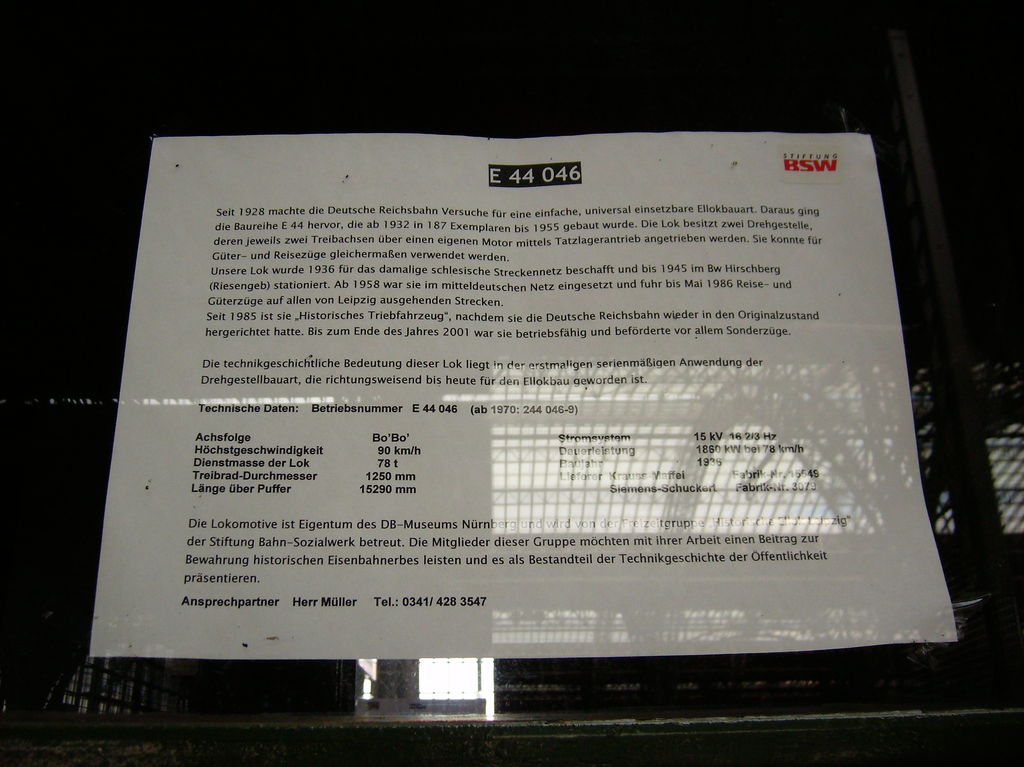 E 44 046
STIFTUNG
BSW
Seit 1928 machte die Deutsche Reichsbahn Versuche für eine einfache, universal einsetzbare Ellokbauart. Daraus ging
die Baureihe E 44 hervor, die ab 1932 in 187 Exemplaren bis 1955 gebaut wurde. Die Lok besitzt zwei Drehgestelle,
deren jeweils zwei Treibachsen über einen eigenen Motor mittels Tatzlagerantrieb angetrieben werden. Sie konnte für
Güter- und Reisezüge gleichermaßen verwendet werden.
Unsere Lok wurde 1936 für das damalige schlesische Streckennetz beschafft und bis 1945 im Bw Hirschberg
(Riesengeb) stationiert. Ab 1958 war sie im mitteldeutschen Netz eingesetzt und fuhr bis Mai 1986 Reise- und
Güterzüge auf allen von Leipzig ausgehenden Strecken.
Seit 1985 ist sie „Historisches Triebfahrzeug", nachdem sie die Deutsche Reichsbahn wieder in den Originalzustand
hergerichtet hatte. Bis zum Ende des Jahres 2001 war sie betriebsfähig und beförderte vor allem Sonderzüge.
Die technikgeschichtliche Bedeutung dieser Lok liegt in der erstmaligen serienmäßigen Anwendung der
Drehgestellbauart, die richtungsweisend bis heute für den Ellokbau geworden ist.
Technische Daten: Betriebsnummer E 44 046 (ab 1970: 244 046-9)
Achsfolge Bo'Bo' Stromsystem 15 kV 16 2/3 Hz
Höchstgeschwindigkeit 90 km/h Dauerleistung 1860 kW bei 78 km/h
Dienstmasse der Lok 78 t Baujahr 1936
Treibrad-Durchmesser 1250 mm Lieferer Krauss-Maffei Fabrik-Nr. 15549
Länge über Puffer 15290 mm Siemens-Schuckert Fabrik-Nr. 3079
Die Lokomotive ist Eigentum des DB-Museums Nürnberg und wird von der Freizeitgruppe „Historische Ellok Leipzig"
der Stiftung Bahn-Sozialwerk betreut. Die Mitglieder dieser Gruppe möchten mit ihrer Arbeit einen Beitrag zur
Bewahrung historischen Eisenbahnerbes leisten und es als Bestandteil der Technikgeschichte der Öffentlichkeit
präsentieren.
Ansprechpartner Herr Müller Tel.: 0341/ 428 3547